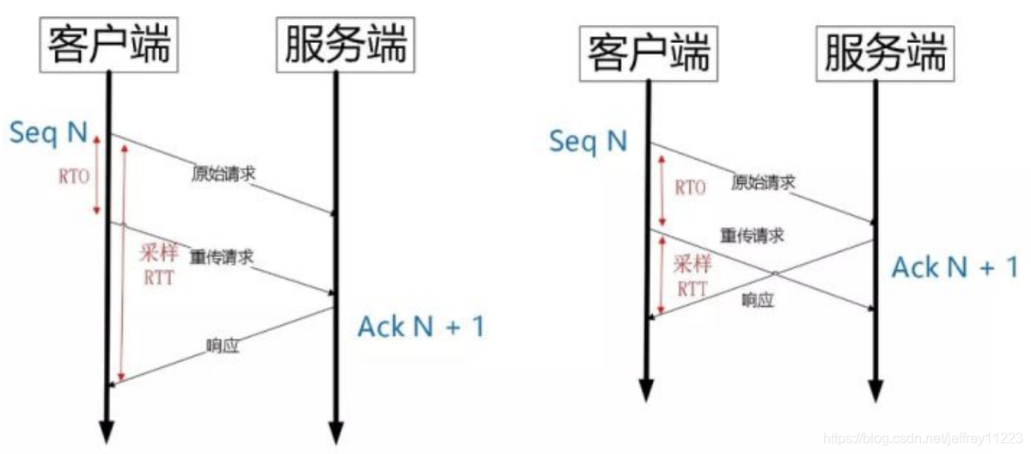 客户端
服务端
Seq N
RTO
原始请求
采样
RTT
重传请求
Ack N + 1
响应
客户端
服务端
Seq N
RTO
原始请求
重传请求
采样
RTT
Ack N + 1
响应
https://blog.csdn.net/jeffrey11223